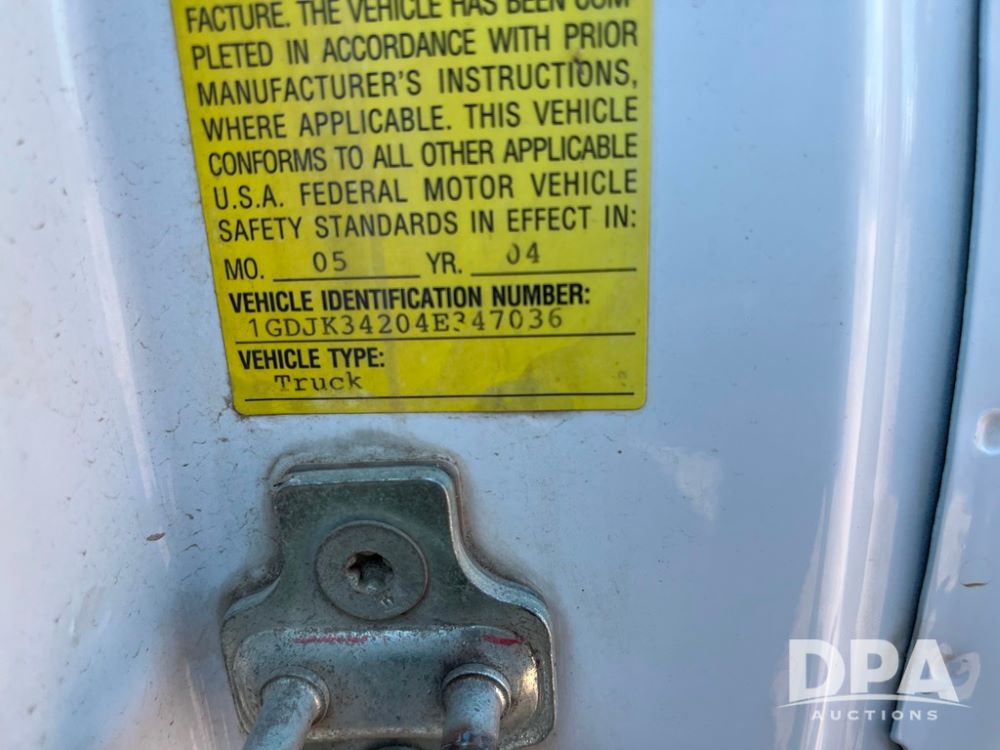 FACTURE. THE VEHICLE HAS BEEN COM-
PLETED IN ACCORDANCE WITH PRIOR
MANUFACTURER'S INSTRUCTIONS,
WHERE APPLICABLE. THIS VEHICLE
CONFORMS TO ALL OTHER APPLICABLE
U.S.A. FEDERAL MOTOR VEHICLE
SAFETY STANDARDS IN EFFECT IN:
MO. 05 YR. 04
VEHICLE IDENTIFICATION NUMBER:
1GDJK34204E347036
VEHICLE TYPE:
Truck
DPA
AUCTIONS